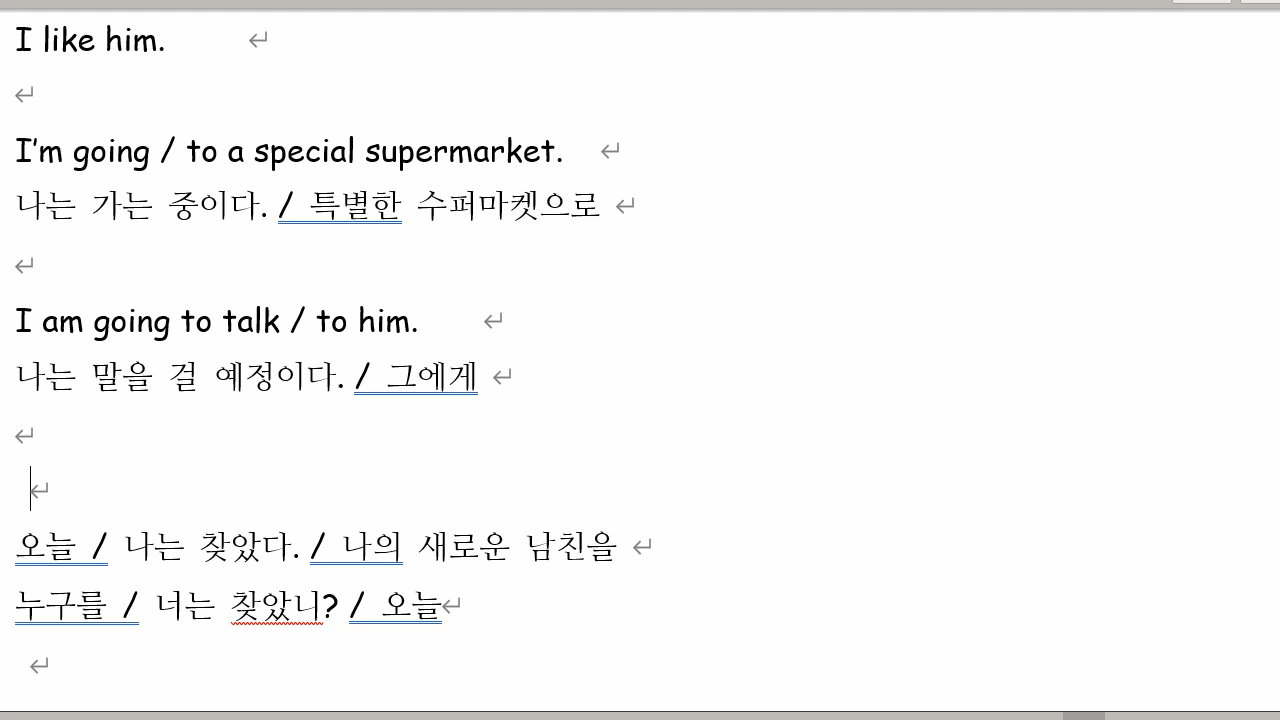 I like him.
I'm going / to a special supermarket.
나는 가는 중이다. / 특별한 수퍼마켓으로
I am going to talk / to him.
나는 말을 걸 예정이다. / 그에게
오늘 / 나는 찾았다. / 나의 새로운 남친을
누구를 / 너는 찾았니? / 오늘